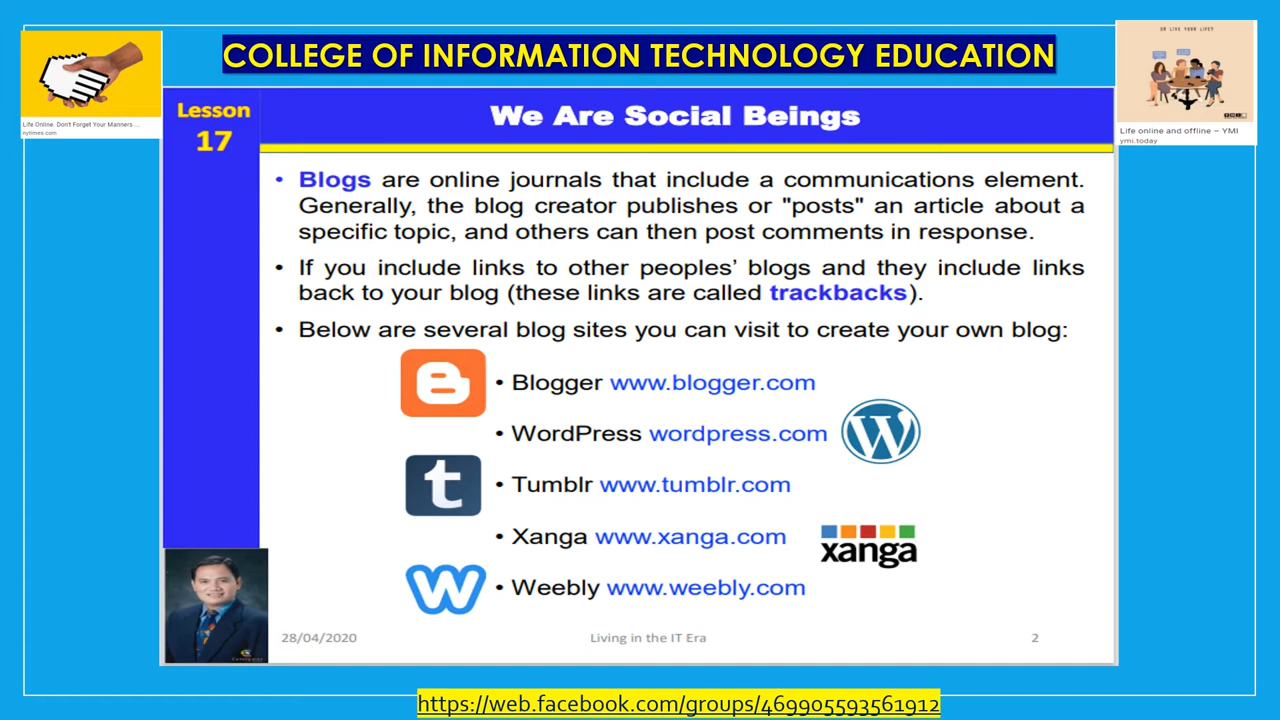 COLLEGE OF INFORMATION TECHNOLOGY EDUCATION
Life Online. Don't Forget Your Manners ...
nytimes.com
OR LIVE YOUR LIFE?
Life online and offline – YMI
ymi.today
Lesson
17
We Are Social Beings
• Blogs are online journals that include a communications element.
Generally, the blog creator publishes or "posts" an article about a
specific topic, and others can then post comments in response.
• If you include links to other peoples' blogs and they include links
back to your blog (these links are called trackbacks).
• Below are several blog sites you can visit to create your own blog:
• Blogger www.blogger.com
• WordPress wordpress.com
• Tumblr www.tumblr.com
• Xanga www.xanga.com
xanga
• Weebly www.weebly.com
28/04/2020
Living in the IT Era
2
https://web.facebook.com/groups/469905593561912